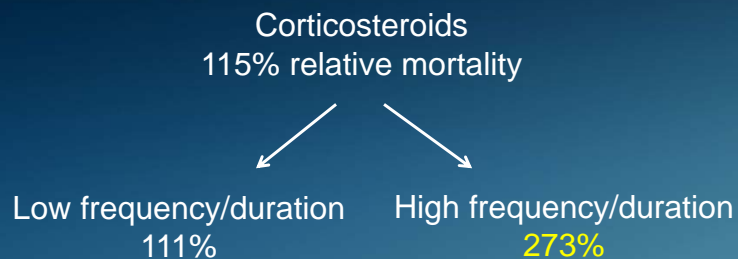 Corticosteroids
115% relative mortality
Low frequency/duration
111%
High frequency/duration
273%